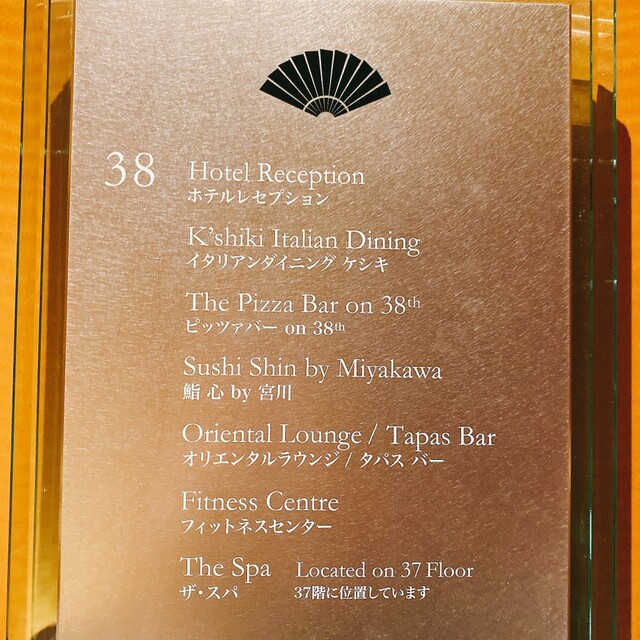 38 Hotel Reception
ホテルレセプション
K'shiki Italian Dining
イタリアンダイニング ケシキ
The Pizza Bar on 38th
ピッツァバー on 38th
Sushi Shin by Miyakawa
鮨 心 by 宮川
Oriental Lounge / Tapas Bar
オリエンタルラウンジ / タパス バー
Fitness Centre
フィットネスセンター
The Spa Located on 37 Floor
ザ・スパ 37階に位置しています